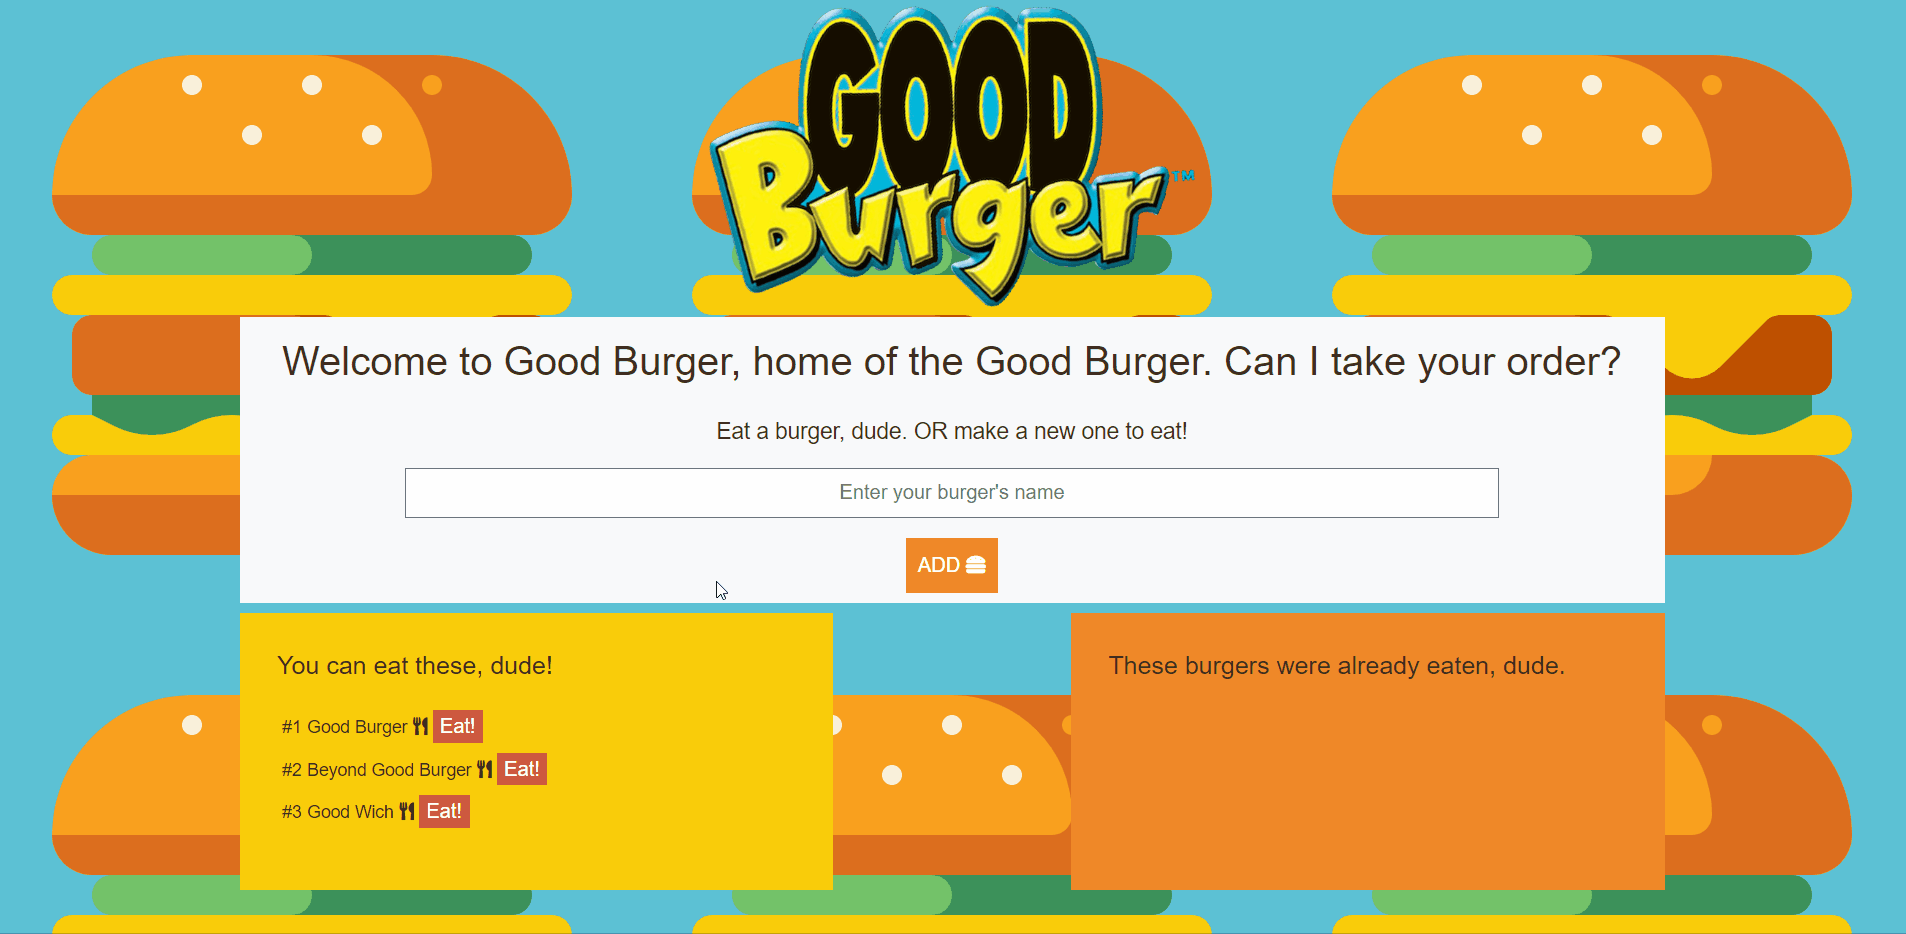 GOOD
Burger™
Welcome to Good Burger, home of the Good Burger. Can I take your order?
Eat a burger, dude. OR make a new one to eat!
Enter your burger's name
ADD
You can eat these, dude!
#1 Good Burger Eat!
#2 Beyond Good Burger Eat!
#3 Good Wich Eat!
These burgers were already eaten, dude.